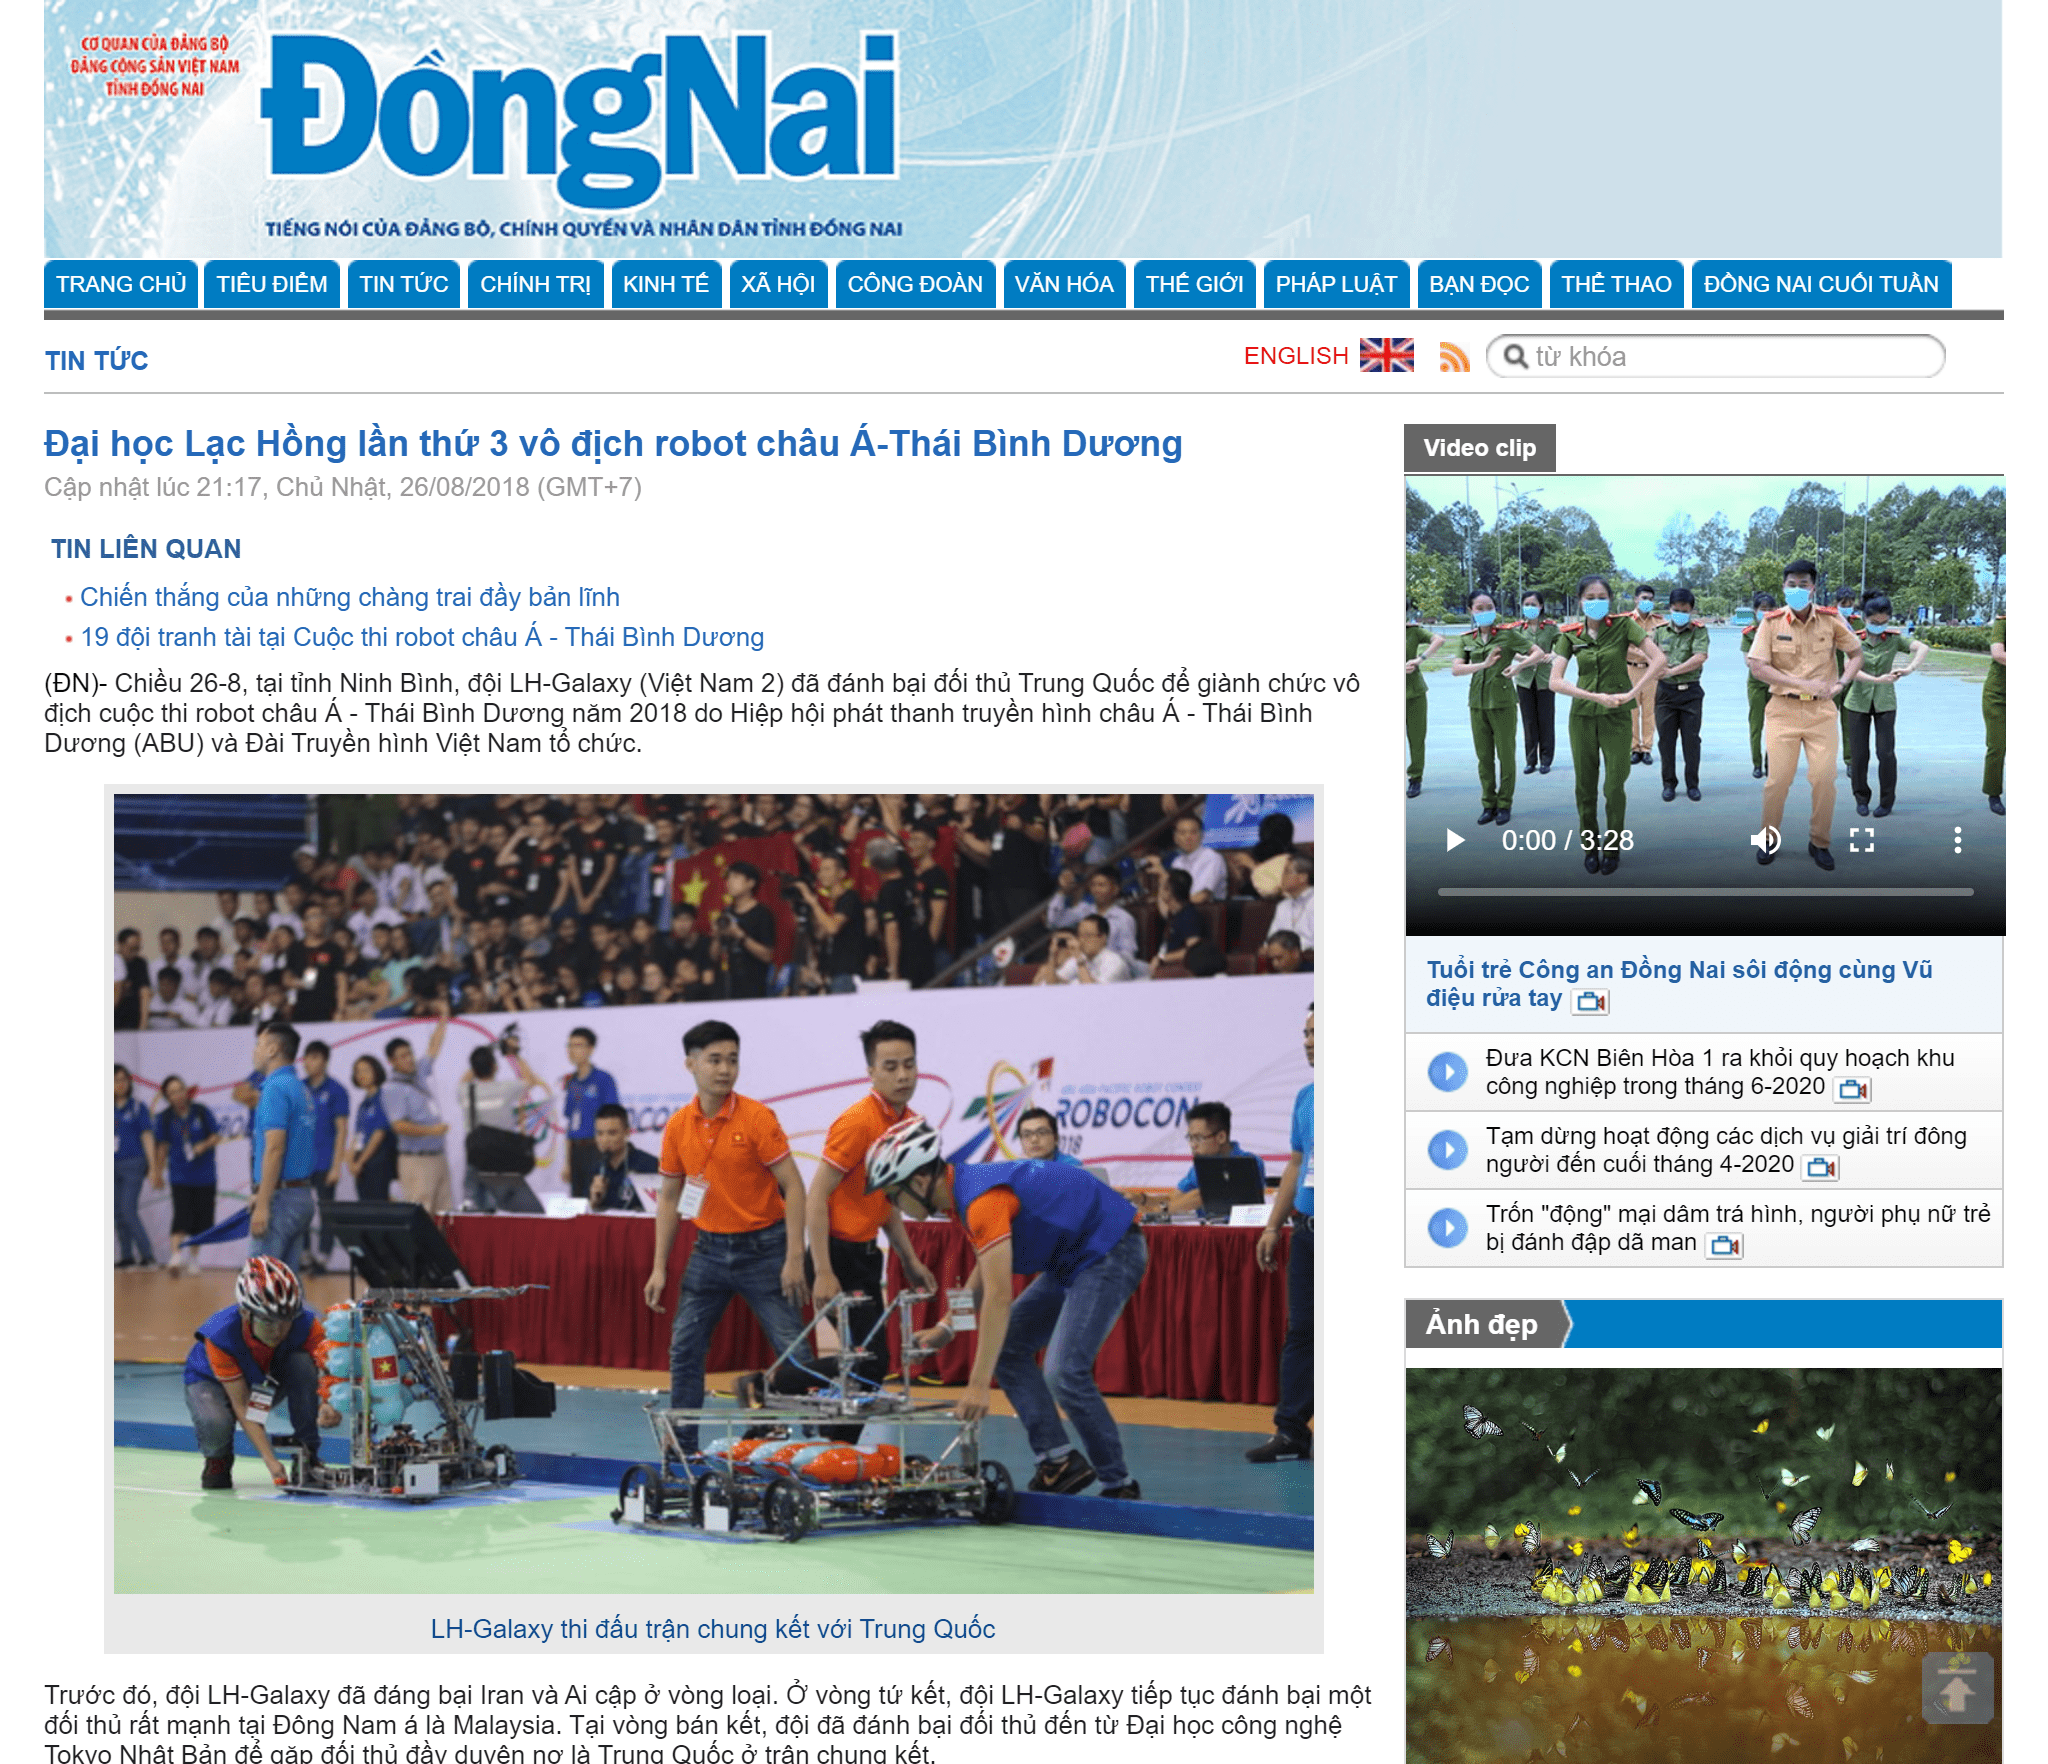 CƠ QUAN CỦA ĐẢNG BỘ
ĐẢNG CỘNG SẢN VIỆT NAM
TỈNH ĐỒNG NAI
ĐồngNai
TIẾNG NÓI CỦA ĐẢNG BỘ, CHÍNH QUYỀN VÀ NHÂN DÂN TỈNH ĐỒNG NAI
TRANG CHỦ TIÊU ĐIỂM TIN TỨC CHÍNH TRỊ KINH TẾ XÃ HỘI CÔNG ĐOÀN VĂN HÓA THẾ GIỚI PHÁP LUẬT BẠN ĐỌC THỂ THAO ĐỒNG NAI CUỐI TUẦN
TIN TỨC
ENGLISH
từ khóa
Đại học Lạc Hồng lần thứ 3 vô địch robot châu Á-Thái Bình Dương
Cập nhật lúc 21:17, Chủ Nhật, 26/08/2018 (GMT+7)
TIN LIÊN QUAN
Chiến thắng của những chàng trai đầy bản lĩnh
19 đội tranh tài tại Cuộc thi robot châu Á - Thái Bình Dương
(ĐN)- Chiều 26-8, tại tỉnh Ninh Bình, đội LH-Galaxy (Việt Nam 2) đã đánh bại đối thủ Trung Quốc để giành chức vô
địch cuộc thi robot châu Á - Thái Bình Dương năm 2018 do Hiệp hội phát thanh truyền hình châu Á - Thái Bình
Dương (ABU) và Đài Truyền hình Việt Nam tổ chức.
ROBOCON
2018
LH-Galaxy thi đấu trận chung kết với Trung Quốc
Trước đó, đội LH-Galaxy đã đáng bại Iran và Ai cập ở vòng loại. Ở vòng tứ kết, đội LH-Galaxy tiếp tục đánh bại một
đối thủ rất mạnh tại Đông Nam á là Malaysia. Tại vòng bán kết, đội đã đánh bại đối thủ đến từ Đại học công nghệ
Tokyo Nhật Bản để gặp đối thủ đầy duyên nợ là Trung Quốc ở trận chung kết.
Video clip
0:00 / 3:28
Tuổi trẻ Công an Đồng Nai sôi động cùng Vũ
điệu rửa tay
Đưa KCN Biên Hòa 1 ra khỏi quy hoạch khu
công nghiệp trong tháng 6-2020
Tạm dừng hoạt động các dịch vụ giải trí đông
người đến cuối tháng 4-2020
Trốn "động" mại dâm trá hình, người phụ nữ trẻ
bị đánh đập dã man
Ảnh đẹp